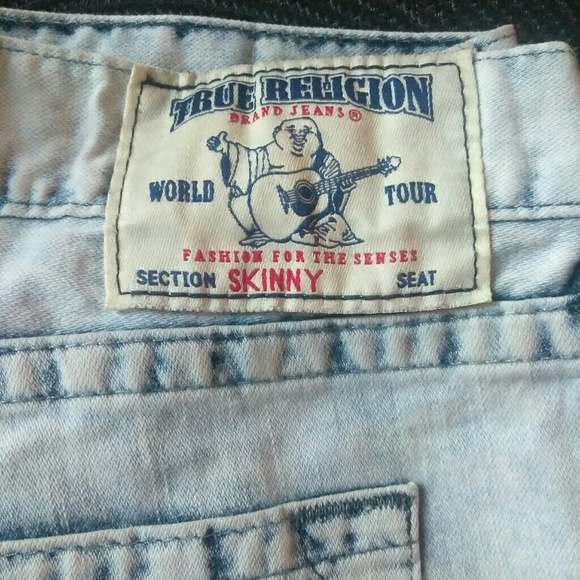 TRUE RELIGION
BRAND JEANS®
WORLD TOUR
FASHION FOR THE SENSES
SECTION SKINNY SEAT